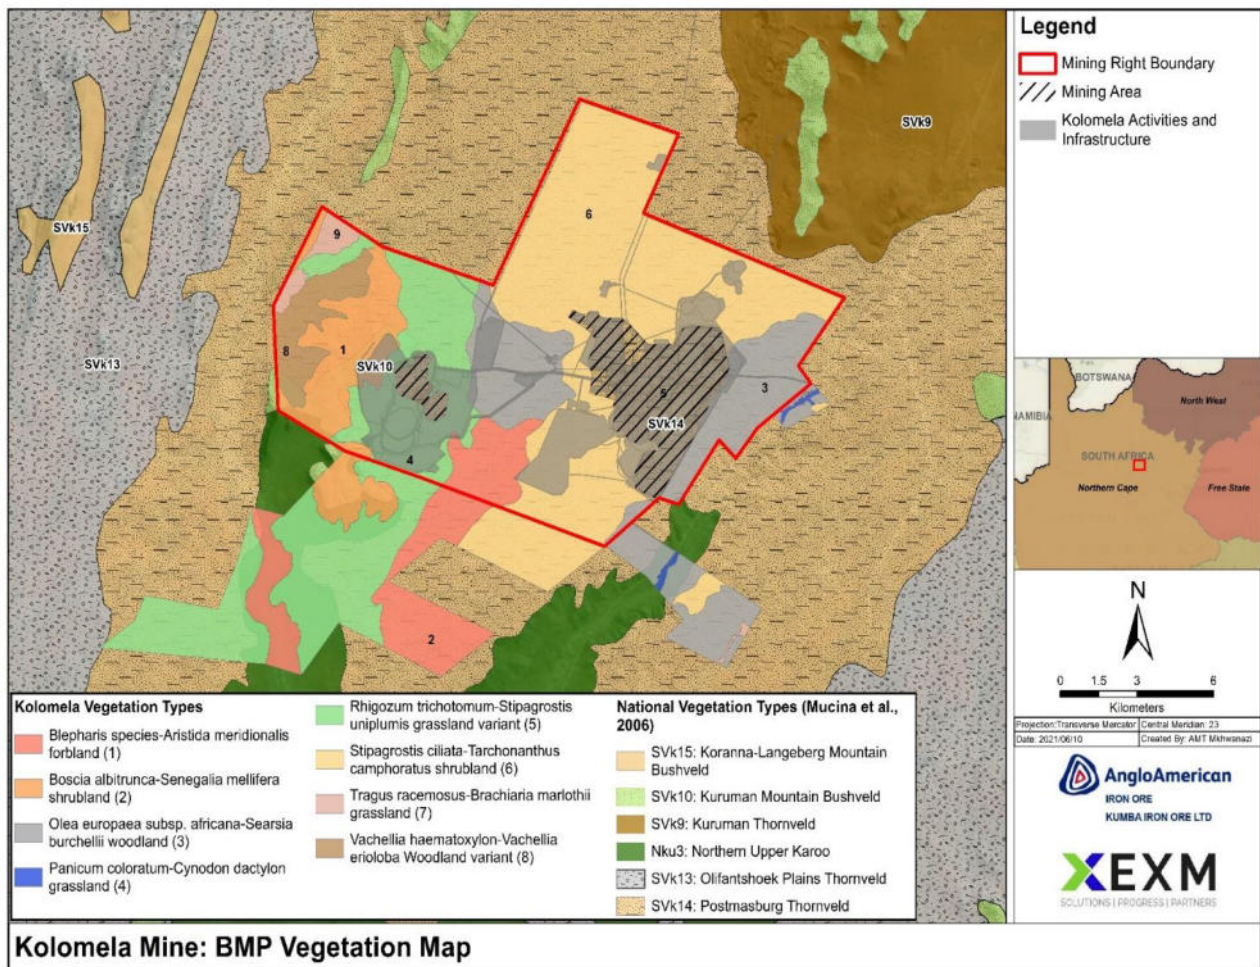 Legend
Mining Right Boundary
Mining Area
Kolomela Activities and
Infrastructure
SVk9
6
SVk15
9
SVk13
8
1
SVk10
3
5
SVk14
4
2
BOTSWANA
North West
NAMIBIA
SOUTH AFRICA
Northern Cape
Free State
N
0 1.5 3 6
Kilometers
Projection:Transverse Mercator Central Meridian: 23
Date: 2021/06/10 Created By: AMT Mkhwanazi
AngloAmerican
IRON ORE
KUMBA IRON ORE LTD
EXM
SOLUTIONS | PROGRESS | PARTNERS
Kolomela Vegetation Types
Blepharis species-Aristida meridionalis
forbland (1)
Boscia albitrunca-Senegalia mellifera
shrubland (2)
Olea europaea subsp. africana-Searsia
burchellii woodland (3)
Panicum coloratum-Cynodon dactylon
grassland (4)
Rhigozum trichotomum-Stipagrostis
uniplumis grassland variant (5)
Stipagrostis ciliata-Tarchonanthus
camphoratus shrubland (6)
Tragus racemosus-Brachiaria marlothii
grassland (7)
Vachellia haematoxylon-Vachellia
erioloba Woodland variant (8)
National Vegetation Types (Mucina et al.,
2006)
SVk15: Koranna-Langeberg Mountain
Bushveld
SVk10: Kuruman Mountain Bushveld
SVk9: Kuruman Thornveld
Nku3: Northern Upper Karoo
SVk13: Olifantshoek Plains Thornveld
SVk14: Postmasburg Thornveld
Kolomela Mine: BMP Vegetation Map